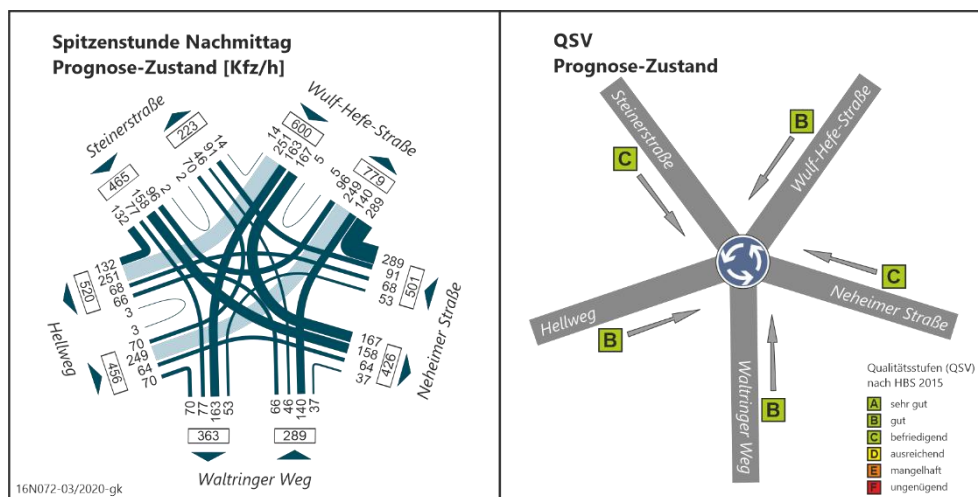 Spitzenstunde Nachmittag
Prognose-Zustand [Kfz/h]
Steinerstraße
465
223
132
77
158
96
2
2
70
46
91
14
Wulf-Hefe-Straße
600
779
14
251
163
167
5
5
96
249
140
289
Neheimer Straße
501
426
289
91
68
53
167
158
64
37
Waltringer Weg
363
289
70
77
163
53
66
46
140
37
Hellweg
520
456
132
251
68
66
3
3
70
249
64
70
16N072-03/2020-gk
QSV
Prognose-Zustand
Steinerstraße
C
Wulf-Hefe-Straße
B
Neheimer Straße
C
Hellweg
B
Waltringer Weg
B
Qualitätsstufen (QSV)
nach HBS 2015
A sehr gut
B gut
C befriedigend
D ausreichend
E mangelhaft
F ungenügend